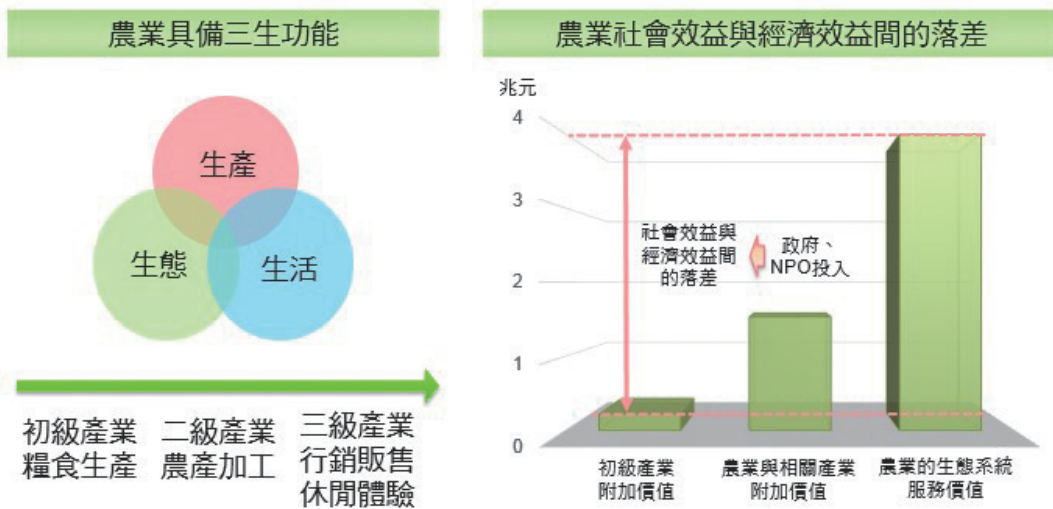 農業具備三生功能
生產
生態
生活
初級產業
糧食生產
二級產業
農產加工
三級產業
行銷販售
休閒體驗
農業社會效益與經濟效益間的落差
兆元
4
3
2
1
0
社會效益與
經濟效益間
的落差
政府、
NPO投入
初級產業
附加價值
農業與相關產業
附加價值
農業的生態系統
服務價值